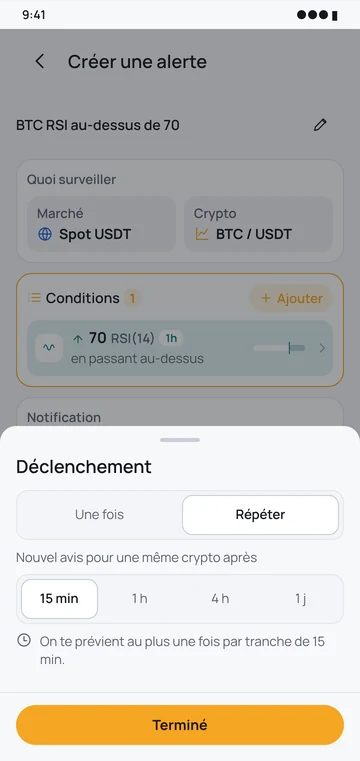 9:41
Créer une alerte
BTC RSI au-dessus de 70
Quoi surveiller
Marché
Spot USDT
Crypto
BTC / USDT
Conditions 1
+ Ajouter
70 RSI(14) 1h
en passant au-dessus
Notification
Déclenchement
Une fois
Répéter
Nouvel avis pour une même crypto après
15 min
1 h
4 h
1 j
On te prévient au plus une fois par tranche de 15
min.
Terminé